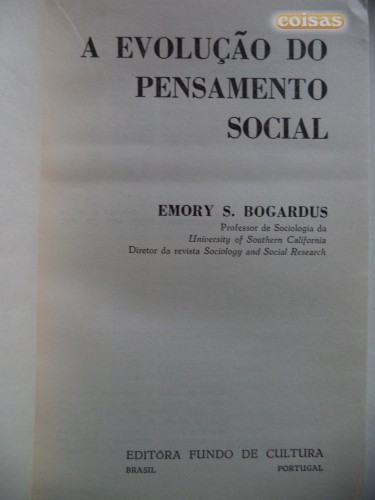 coisas
A EVOLUÇÃO DO
PENSAMENTO
SOCIAL
EMORY S. BOGARDUS
Professor de Sociologia da
University of Southern California
Diretor da revista Sociology and Social Research
EDITÔRA FUNDO DE CULTURA
BRASIL PORTUGAL